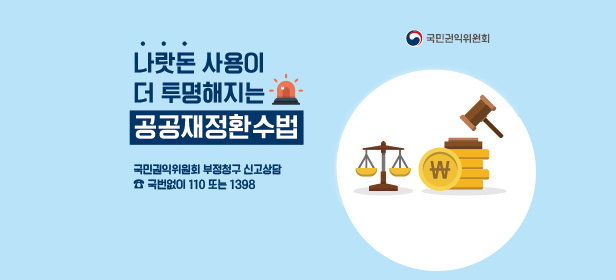 국민권익위원회
나랏돈 사용이
더 투명해지는
공공재정환수법
국민권익위원회 부정청구 신고상담
☎ 국번없이 110 또는 1398
₩